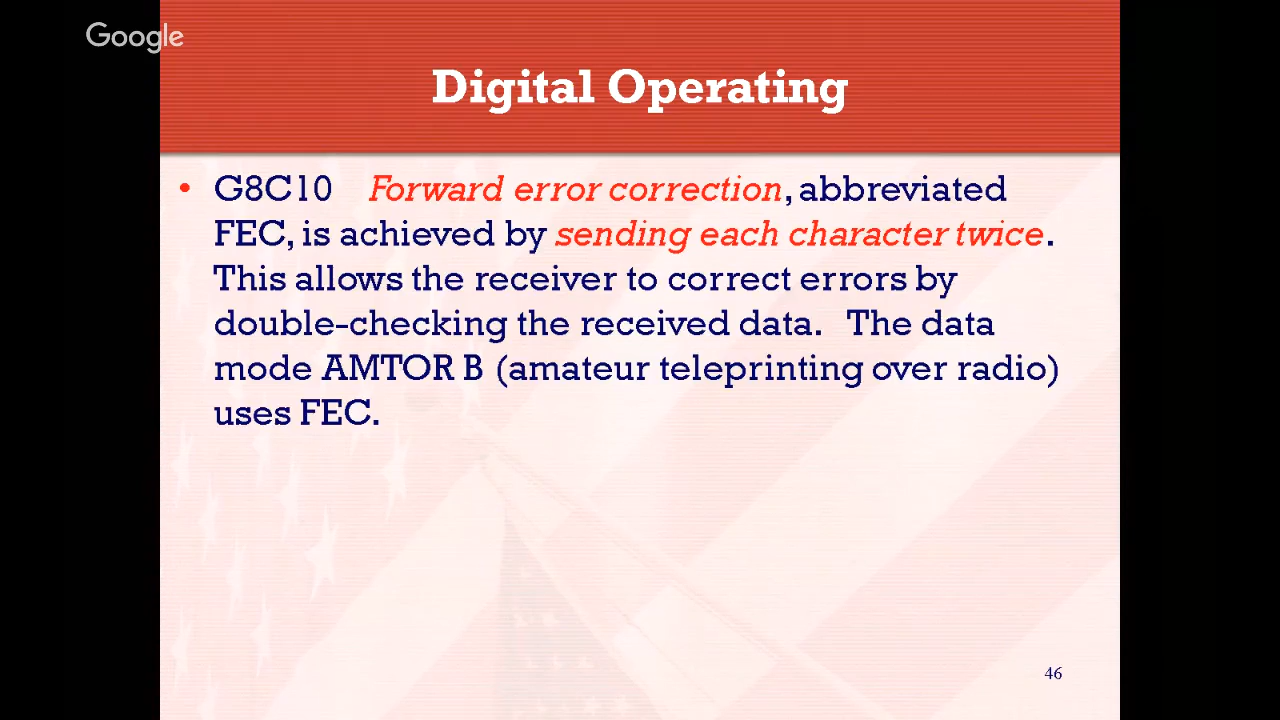 Google
Digital Operating
• G8C10 Forward error correction, abbreviated
FEC, is achieved by sending each character twice.
This allows the receiver to correct errors by
double-checking the received data. The data
mode AMTOR B (amateur teleprinting over radio)
uses FEC.
46